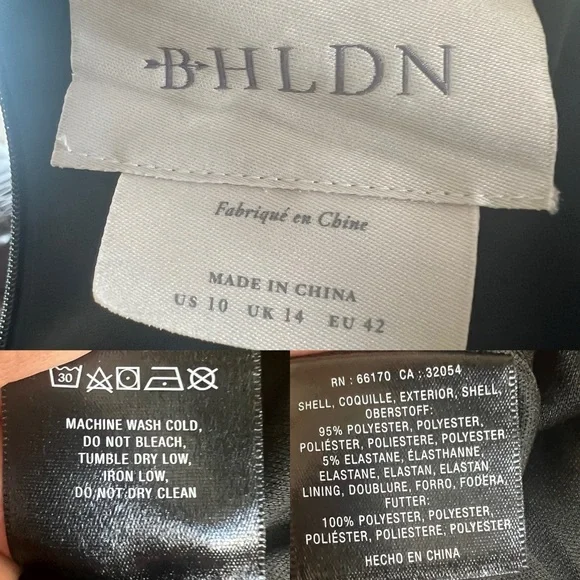 BHLDN
Fabriqué en Chine
MADE IN CHINA
US 10 UK 14 EU 42
30
MACHINE WASH COLD,
DO NOT BLEACH,
TUMBLE DRY LOW,
IRON LOW,
DO NOT DRY CLEAN
RN : 66170 CA : 32054
SHELL, COQUILLE, EXTERIOR, SHELL,
OBERSTOFF:
95% POLYESTER, POLYESTER,
POLIÉSTER, POLIESTERE, POLYESTER
5% ELASTANE, ÉLASTHANNE
ELASTANE, ELASTAN, ELASTAN
LINING, DOUBLURE, FORRO, FODERA,
FUTTER:
100% POLYESTER, POLYESTER,
POLIÉSTER, POLIESTERE, POLYESTER
HECHO EN CHINA